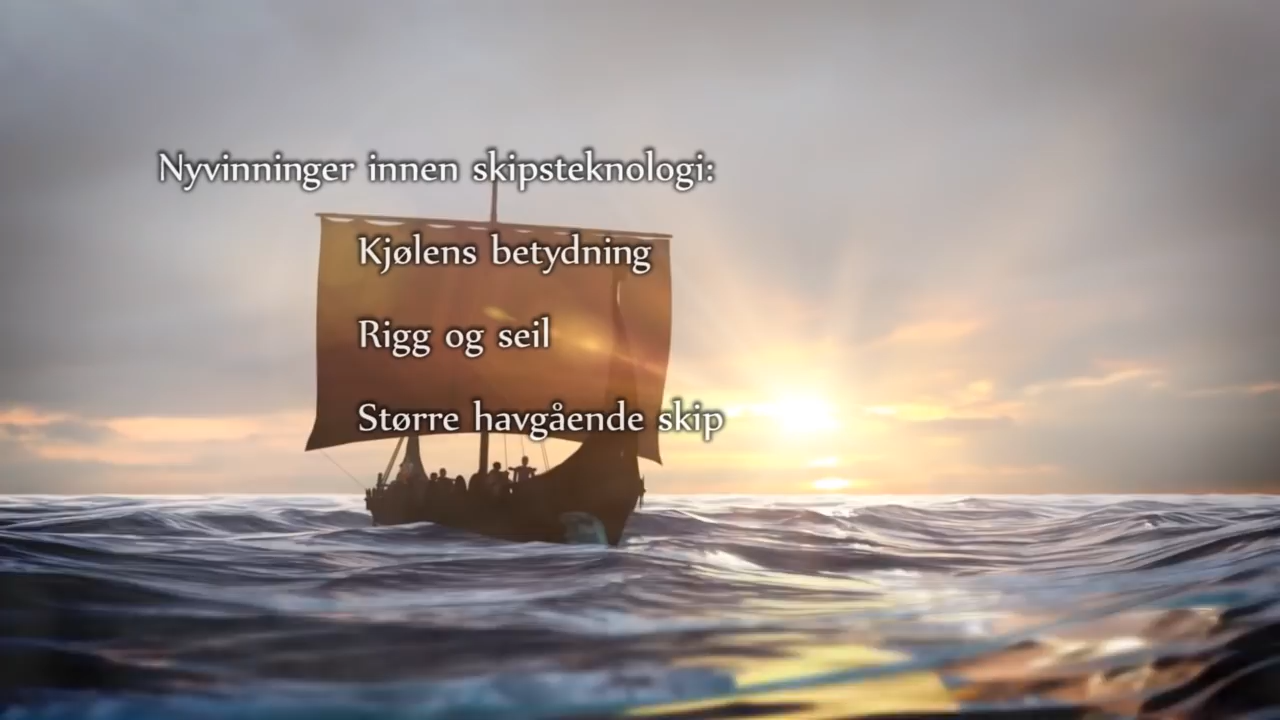 Nyvinninger innen skipsteknologi:
Kjølens betydning
Rigg og seil
Større havgående skip